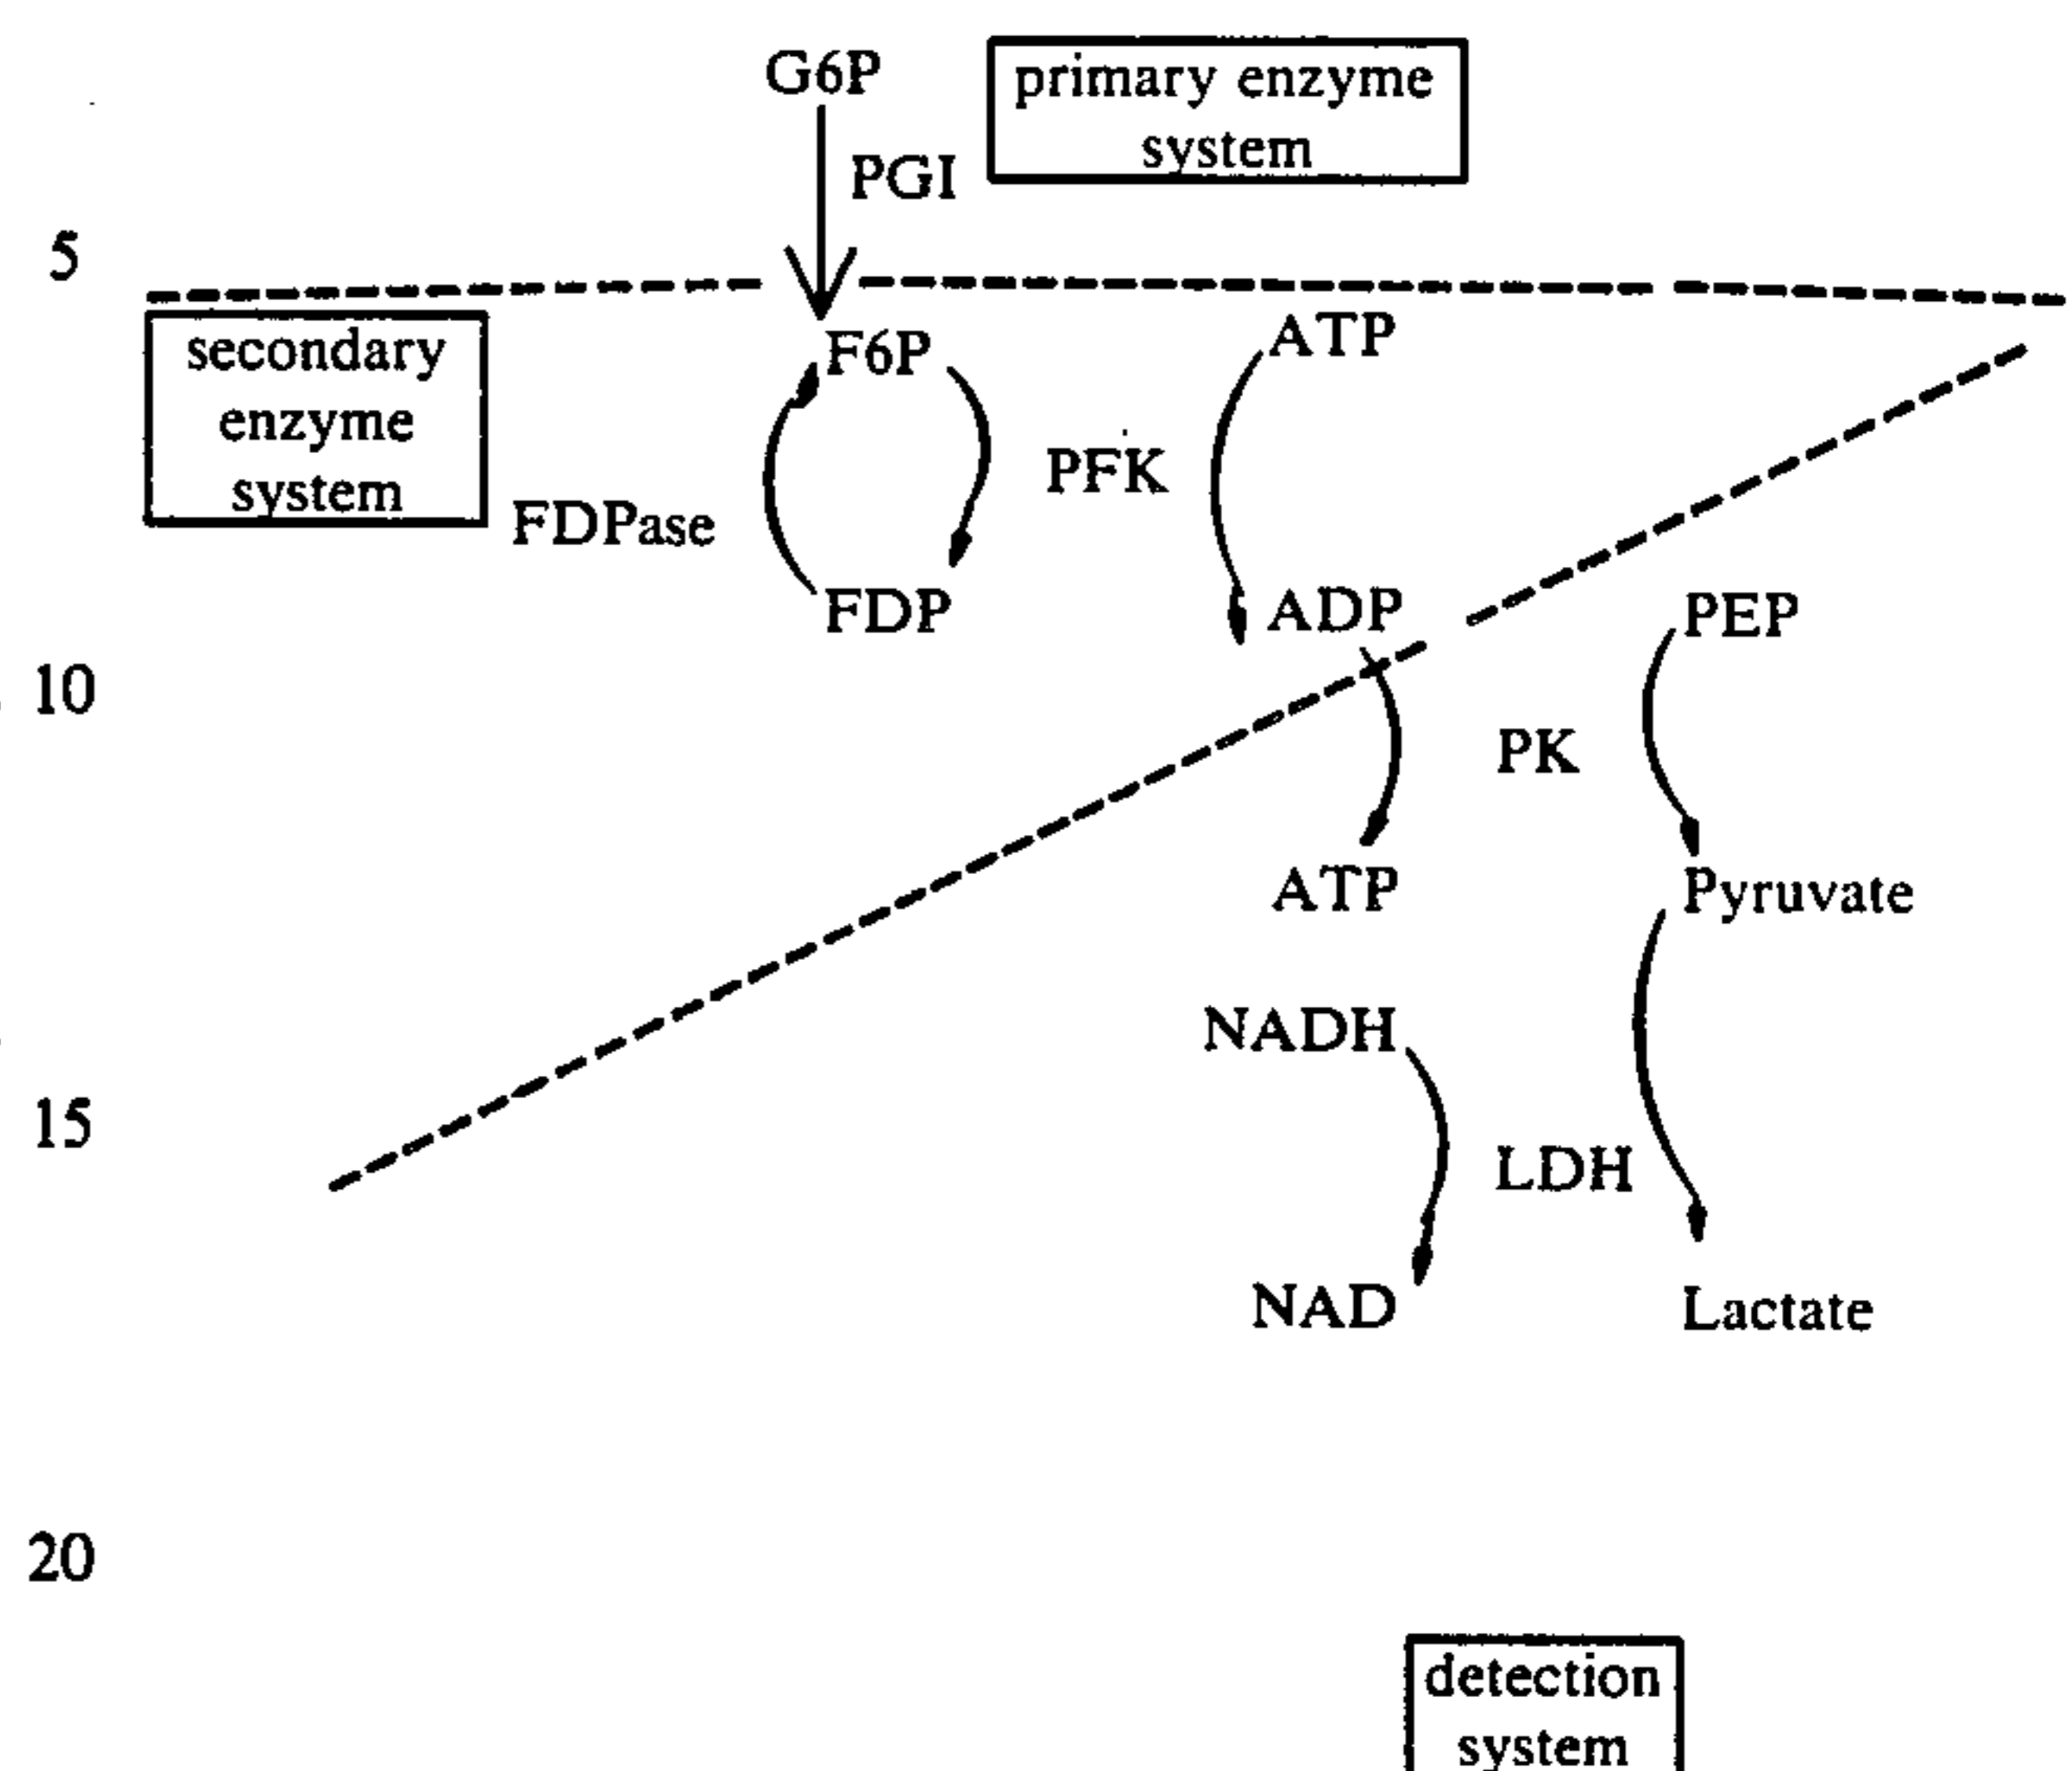 G6P
primary enzyme
system
PGI
5
secondary
enzyme
system
F6P
ATP
PFK
FDPase
FDP
ADP
PEP
10
PK
ATP
Pyruvate
NADH
15
LDH
NAD
Lactate
20
detection
system